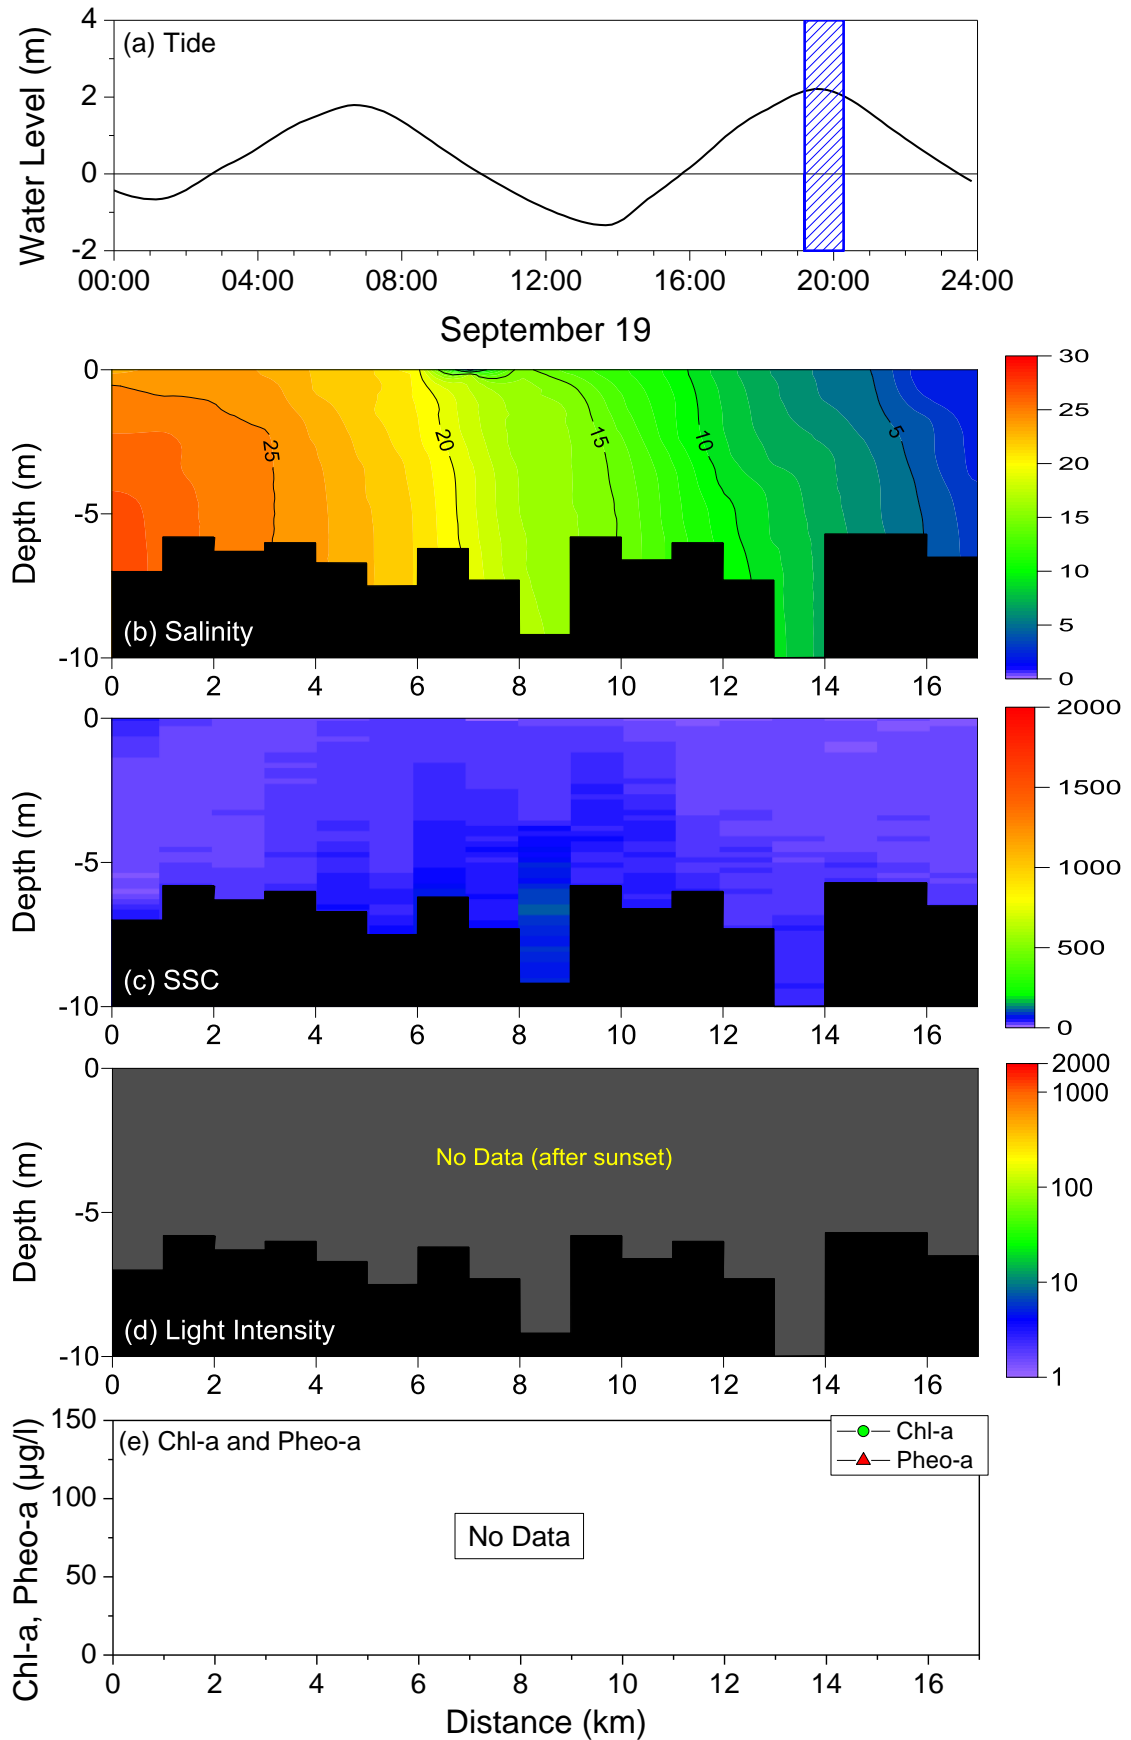 4
2
0
-2
Water Level (m)
(a) Tide
00:00 04:00 08:00 12:00 16:00 20:00 24:00
September 19
0
-5
-10
Depth (m)
25
20
15
10
5
(b) Salinity
0 2 4 6 8 10 12 14 16
30
25
20
15
10
5
0
0
-5
-10
Depth (m)
(c) SSC
0 2 4 6 8 10 12 14 16
2000
1500
1000
500
0
0
-5
-10
Depth (m)
No Data (after sunset)
(d) Light Intensity
0 2 4 6 8 10 12 14 16
2000
1000
100
10
1
150
100
50
0
Chl-a, Pheo-a (µg/l)
(e) Chl-a and Pheo-a
Chl-a
Pheo-a
No Data
0 2 4 6 8 10 12 14 16
Distance (km)